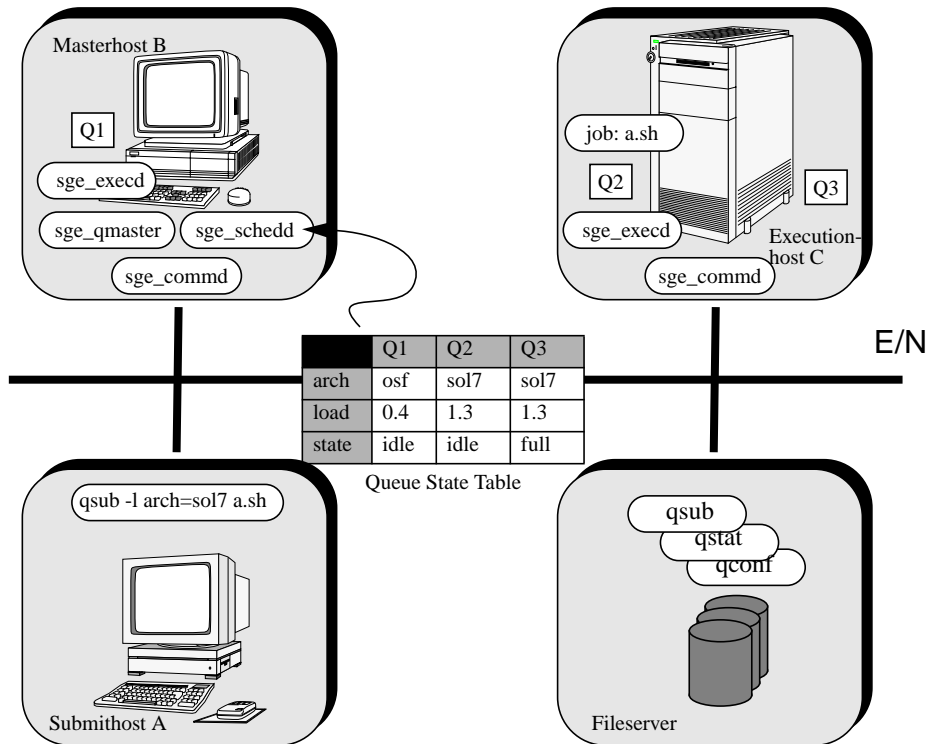 Masterhost B
Q1
sge_execd
sge_qmaster
sge_schedd
sge_commd
job: a.sh
Q2
Q3
sge_execd
Execution-
host C
sge_commd
E/N
Q1 Q2 Q3
arch osf sol7 sol7
load 0.4 1.3 1.3
state idle idle full
Queue State Table
qsub -l arch=sol7 a.sh
Submithost A
qsub
qstat
qconf
Fileserver